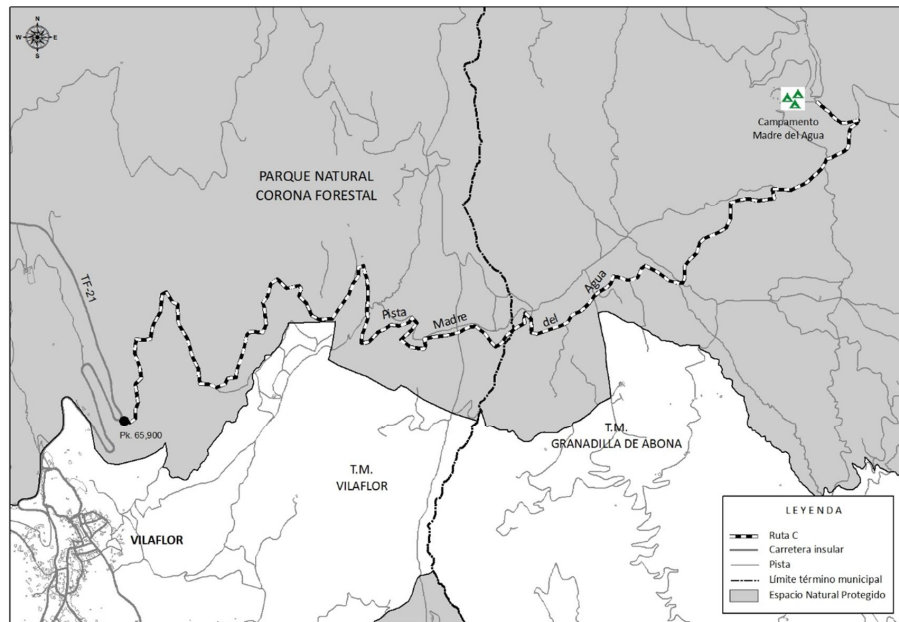 N
W E
S
Campamento
Madre del Agua
PARQUE NATURAL
CORONA FORESTAL
TF-21
Pista Madre del Agua
Pk. 65,900
T.M.
GRANADILLA DE ABONA
T.M.
VILAFLOR
VILAFLOR
LEYENDA
Ruta C
Carretera insular
Pista
Límite término municipal
Espacio Natural Protegido